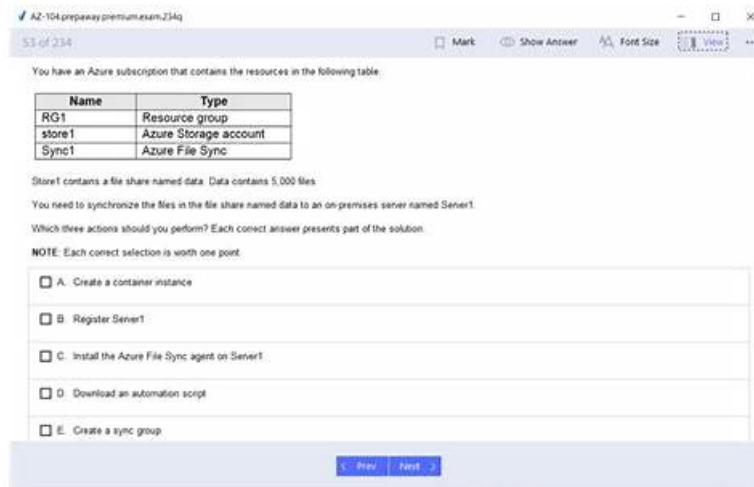 AZ-104.prepaway.premium.exam.234q
53 of 234 Mark Show Answer Font Size View
You have an Azure subscription that contains the resources in the following table.
Name Type
RG1 Resource group
store1 Azure Storage account
Sync1 Azure File Sync
Store1 contains a file share named data. Data contains 5,000 files.
You need to synchronize the files in the file share named data to an on-premises server named Server1.
Which three actions should you perform? Each correct answer presents part of the solution.
NOTE: Each correct selection is worth one point.
A. Create a container instance
B. Register Server1
C. Install the Azure File Sync agent on Server1
D. Download an automation script
E. Create a sync group
Prev Next